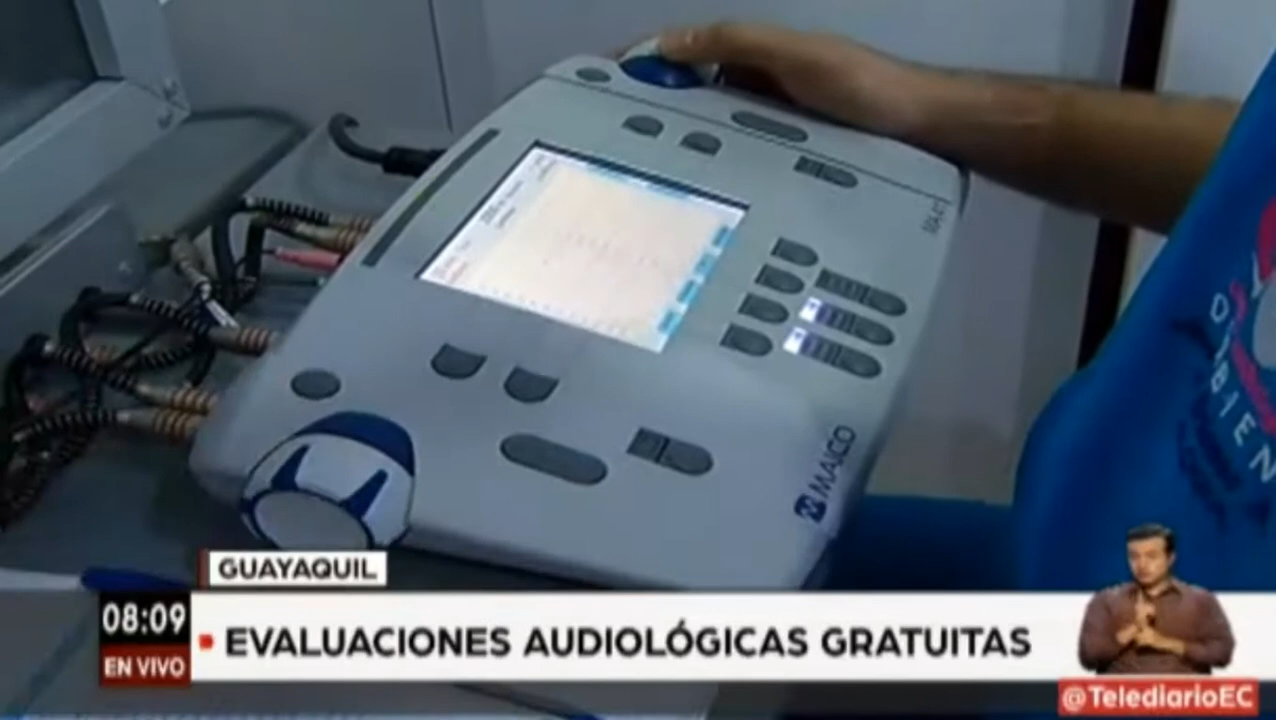 MAICO
GUAYAQUIL
08:09
EN VIVO
EVALUACIONES AUDIOLÓGICAS GRATUITAS
@TelediarioEC